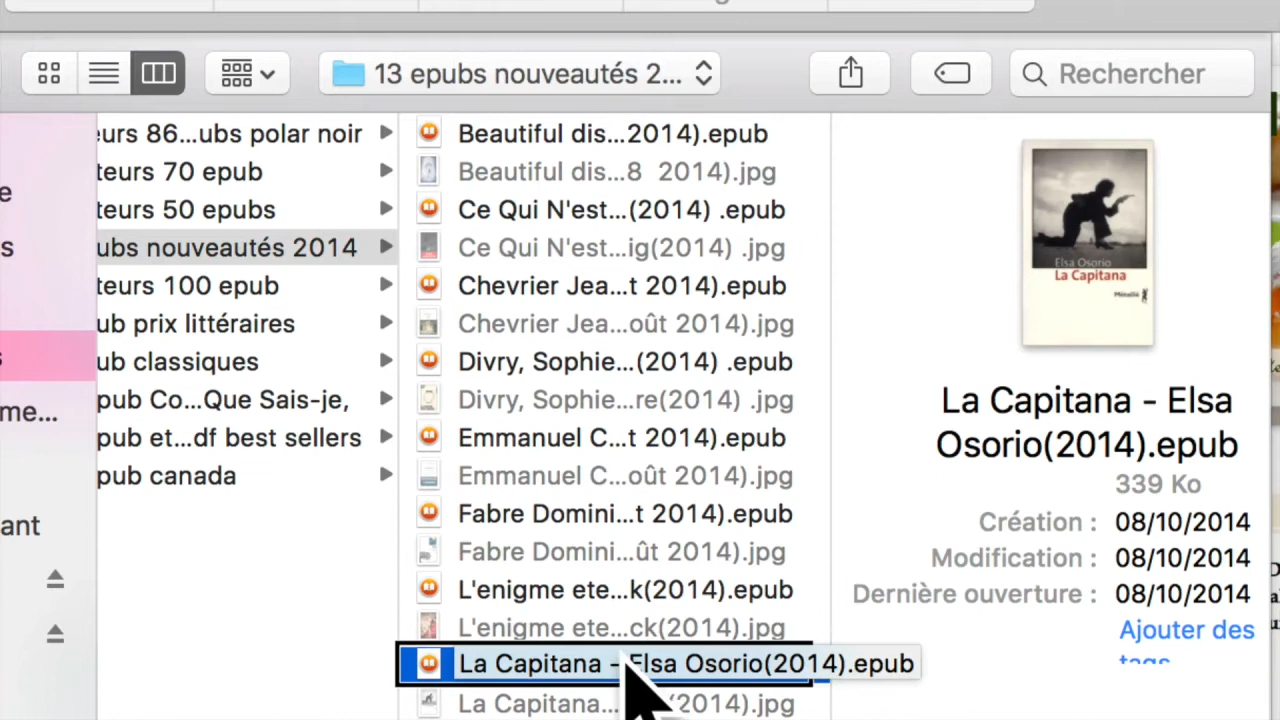 13 epubs nouveautés 2...
Rechercher
e
s
s
me...
ant
eurs 86...ubs polar noir
teurs 70 epub
teurs 50 epubs
ubs nouveautés 2014
teurs 100 epub
ub prix littéraires
ub classiques
pub Co...Que Sais-je,
pub et...df best sellers
pub canada
Beautiful dis...2014).epub
Beautiful dis...8 2014).jpg
Ce Qui N'est...(2014) .epub
Ce Qui N'est...ig(2014) .jpg
Chevrier Jea...t 2014).epub
Chevrier Jea...oût 2014).jpg
Divry, Sophie...(2014) .epub
Divry, Sophie...re(2014) .jpg
Emmanuel C...t 2014).epub
Emmanuel C...oût 2014).jpg
Fabre Domini...t 2014).epub
Fabre Domini...ût 2014).jpg
L'enigme ete...k(2014).epub
L'enigme ete...ck(2014).jpg
La Capitana - Elsa Osorio(2014).epub
La Capitana... 2014).jpg
Elsa Osorio
La Capitana
Métailié
La Capitana - Elsa
Osorio(2014).epub
339 Ko
Création : 08/10/2014
Modification : 08/10/2014
Dernière ouverture : 08/10/2014
Ajouter des
tags